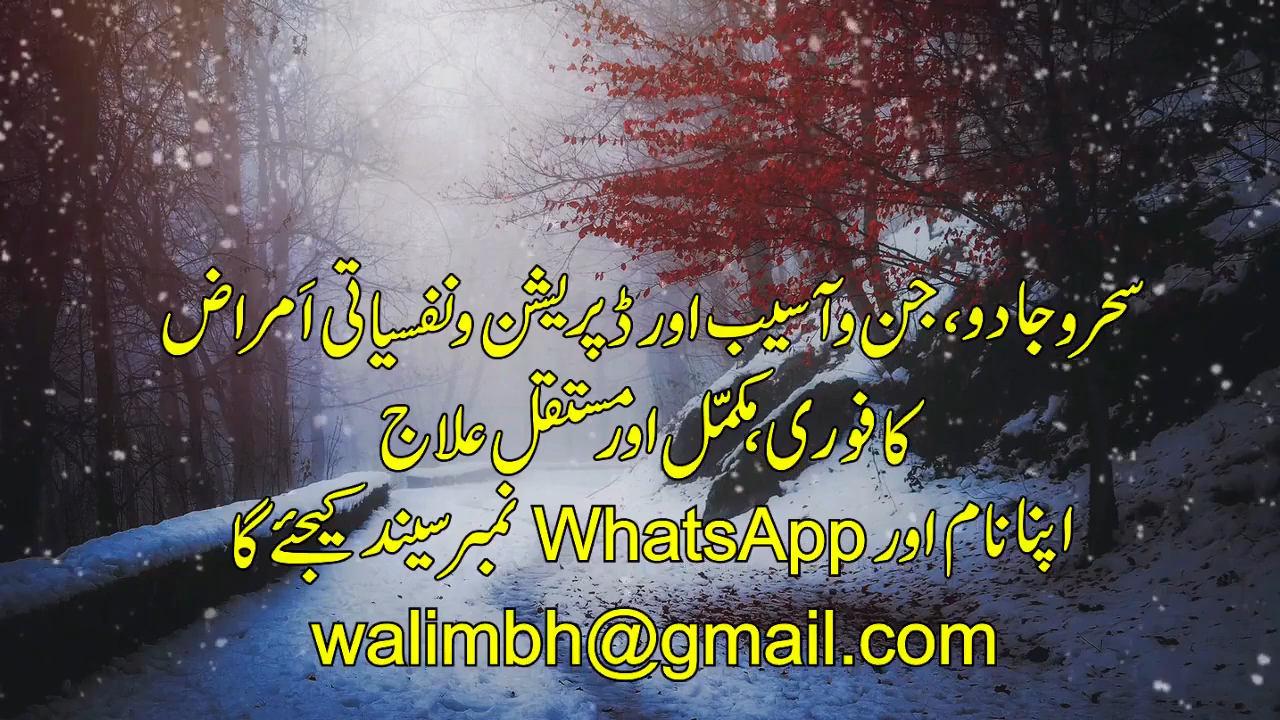 سحر و جادو، جن و آسیب اور ڈپریشن و نفسیاتی اَمراض
کا فوری، مکمّل اور مستقل علاج
اپنا نام اور WhatsApp نمبر سینڈ کیجئے گا
walimbh@gmail.com